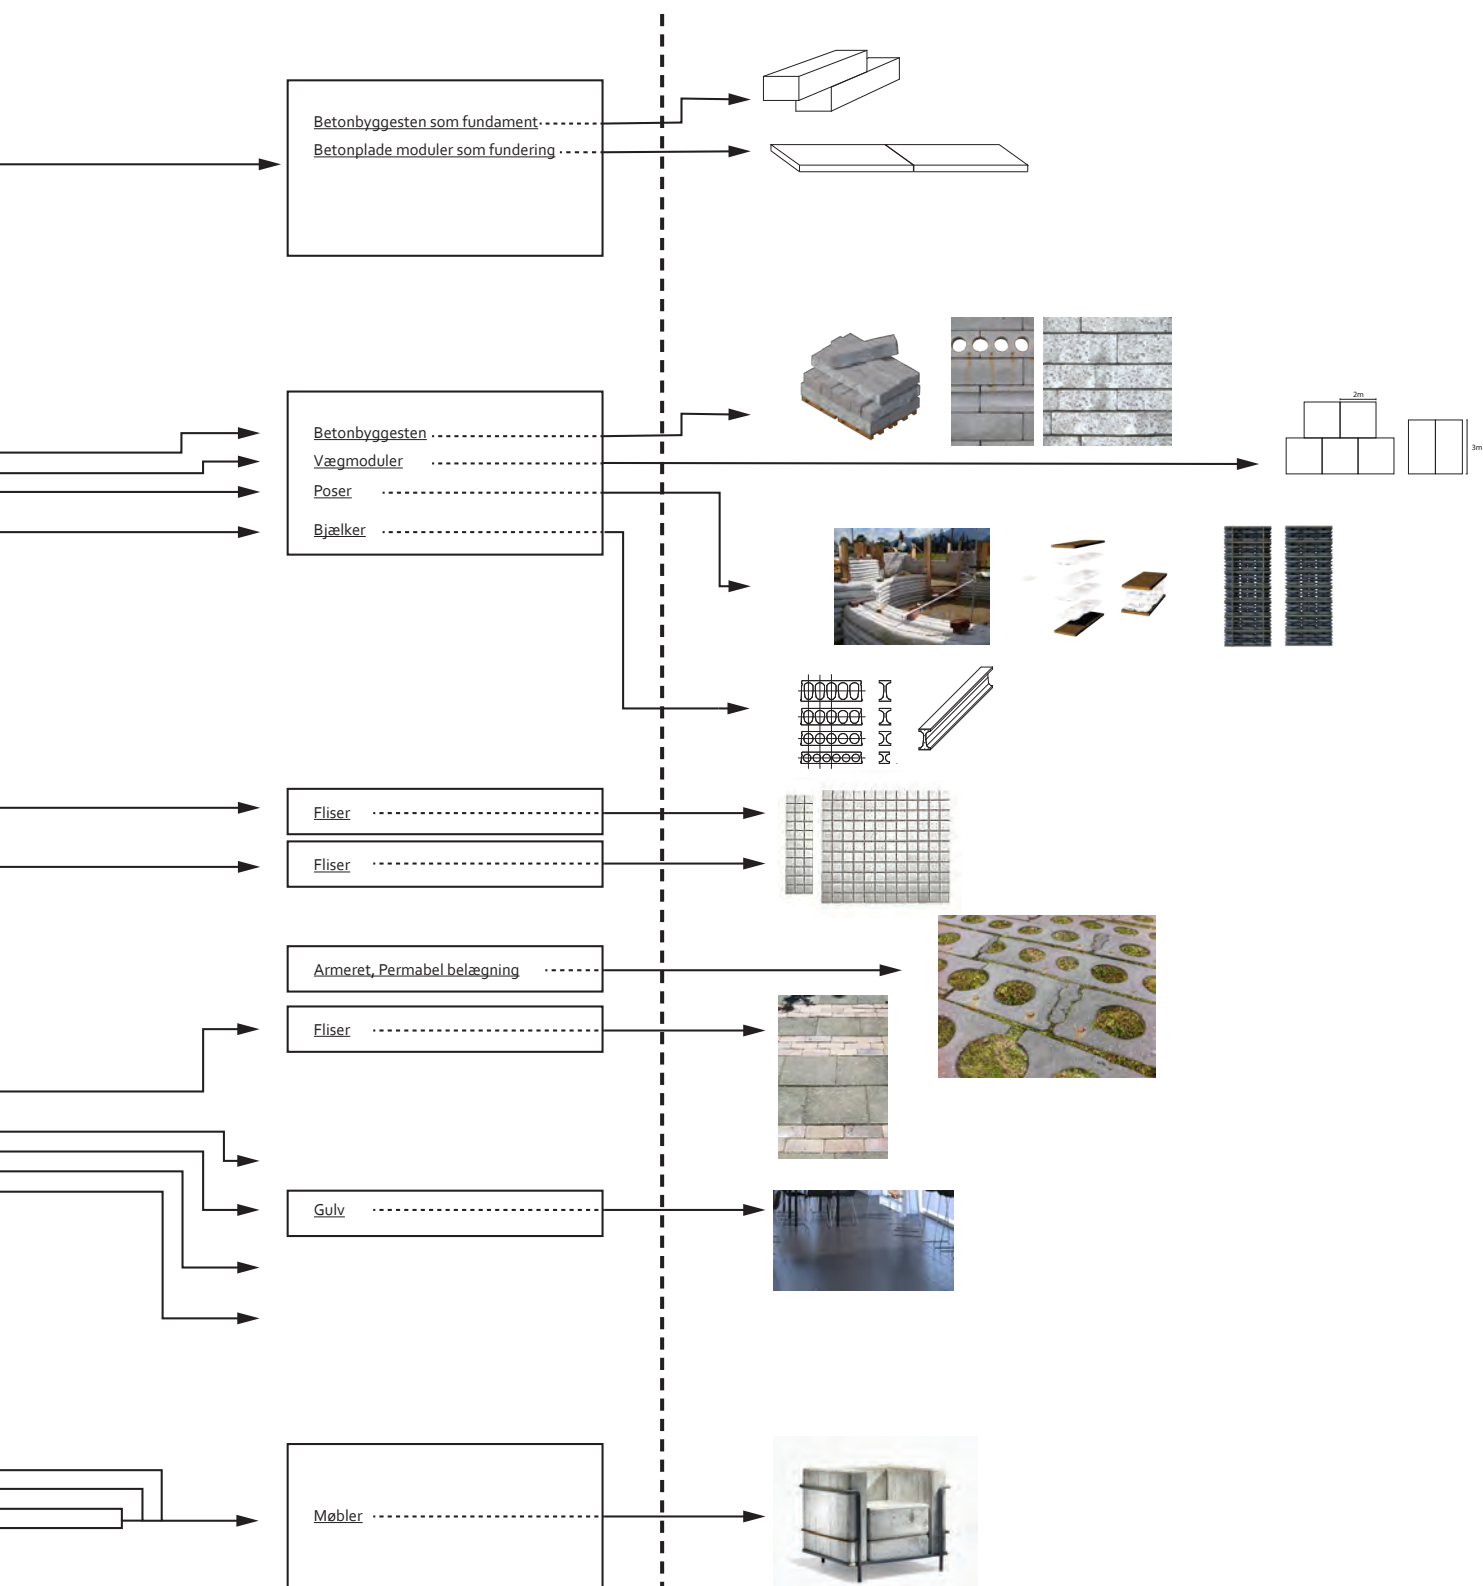 Betonbyggesten som fundament
Betonplade moduler som fundering
Betonbyggesten
Vægmoduler
Poser
Bjælker
2m
3m
Fliser
Fliser
Armeret, Permabel belægning
Fliser
Gulv
Møbler